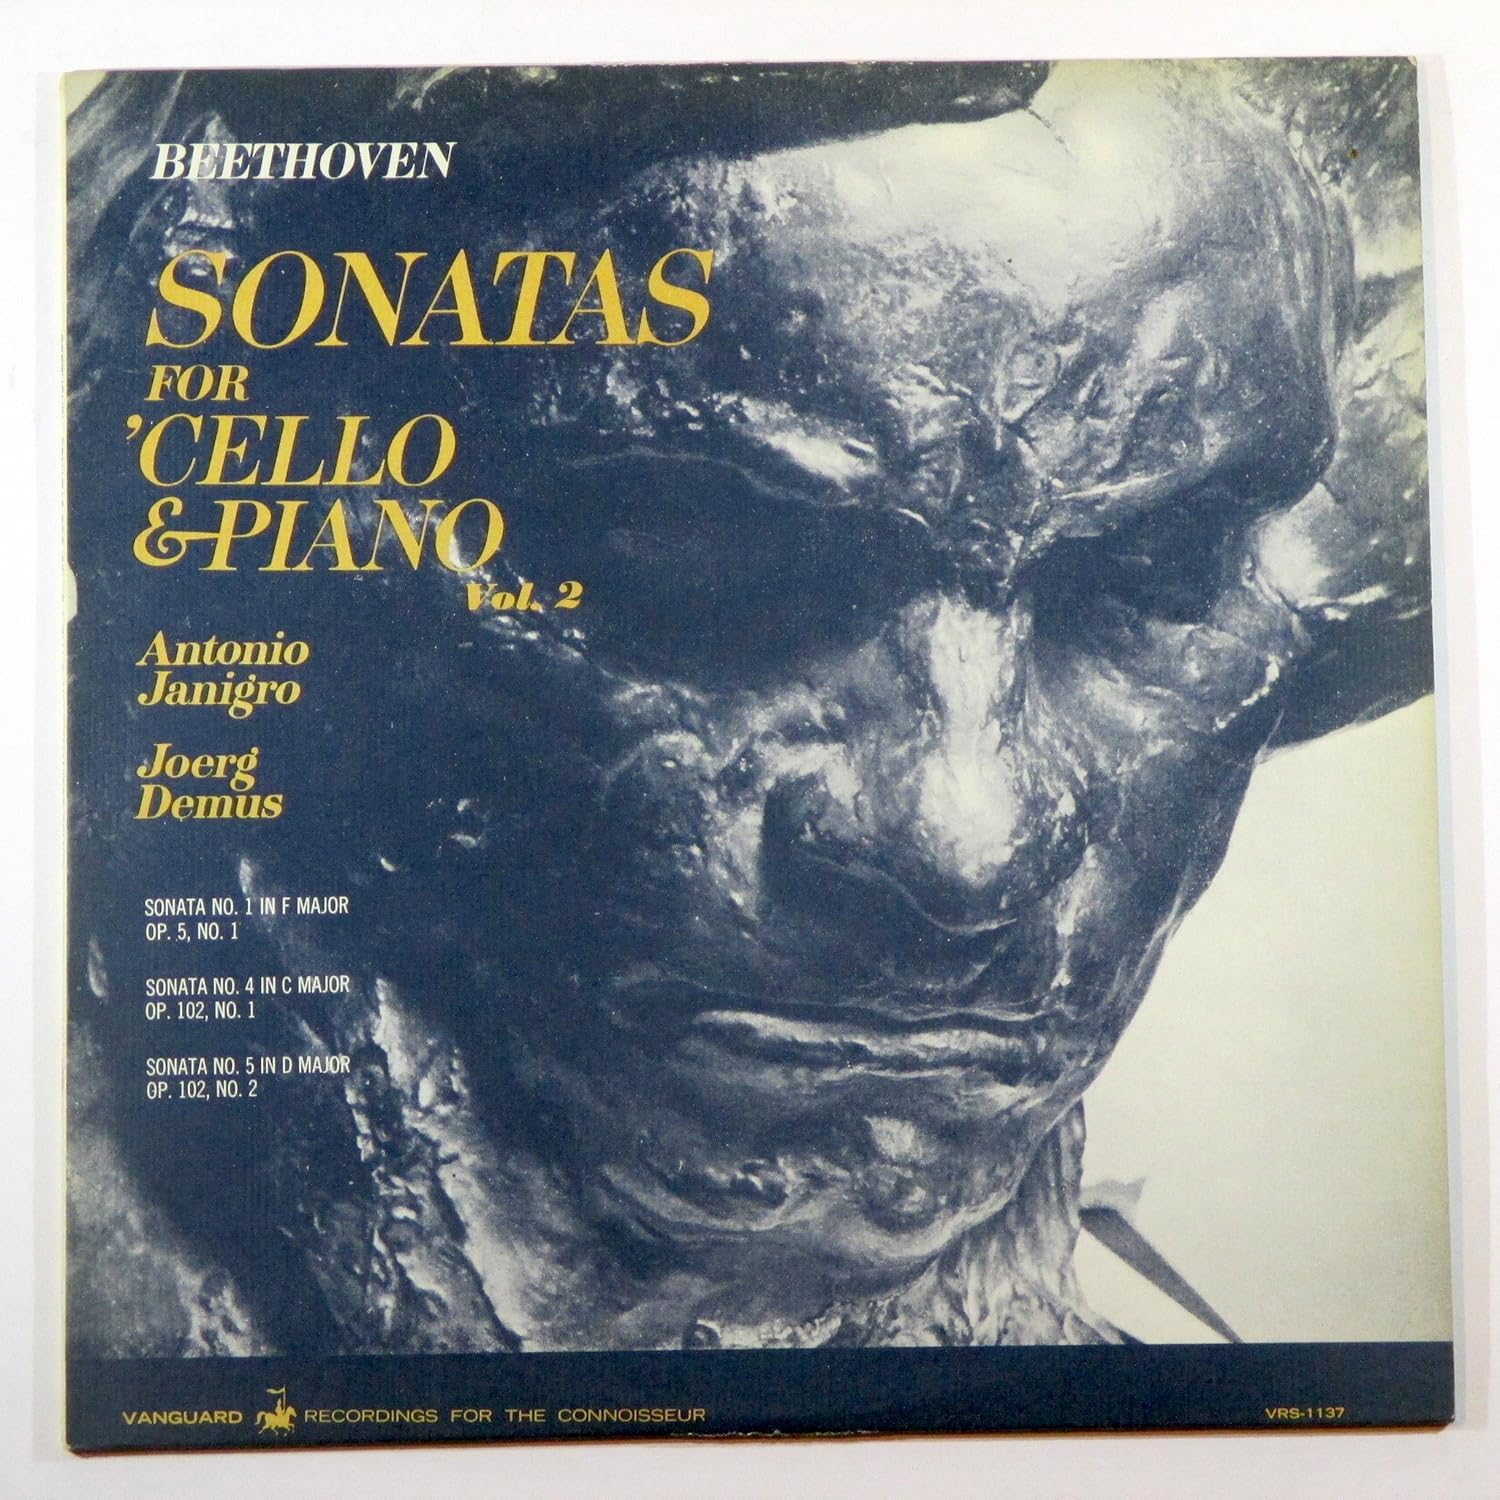 BEETHOVEN
SONATAS
FOR
'CELLO
& PIANO
Vol. 2
Antonio
Janigro
Joerg
Demus
SONATA NO. 1 IN F MAJOR
OP. 5, NO. 1
SONATA NO. 4 IN C MAJOR
OP. 102, NO. 1
SONATA NO. 5 IN D MAJOR
OP. 102, NO. 2
VANGUARD RECORDINGS FOR THE CONNOISSEUR
VRS-1137